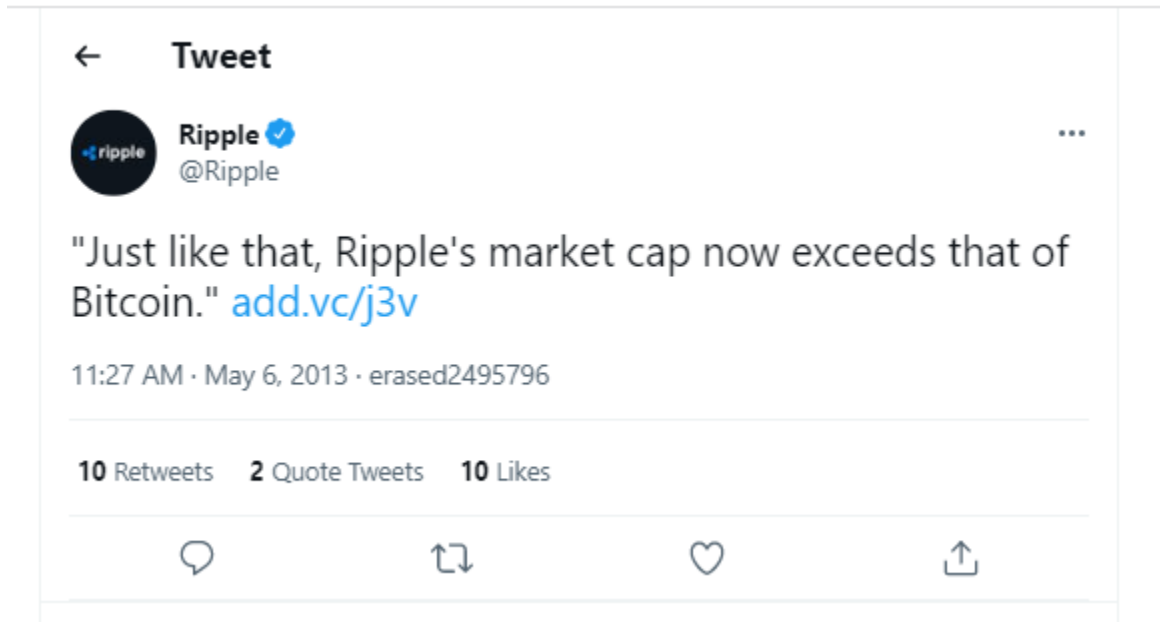 Tweet
ripple
Ripple
@Ripple
"Just like that, Ripple's market cap now exceeds that of
Bitcoin." add.vc/j3v
11:27 AM · May 6, 2013 · erased2495796
10 Retweets 2 Quote Tweets 10 Likes